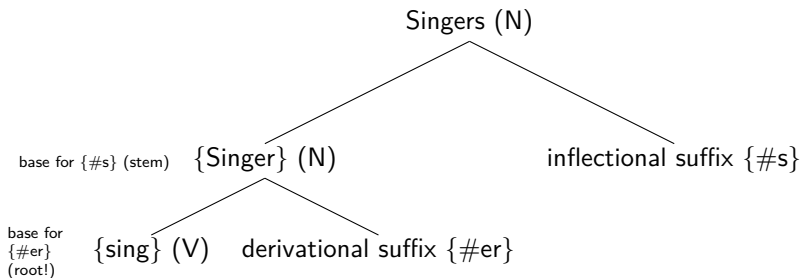 Singers (N)
base for {#s} (stem) {Singer} (N) inflectional suffix {#s}
base for
{#er} {sing} (V) derivational suffix {#er}
(root!)